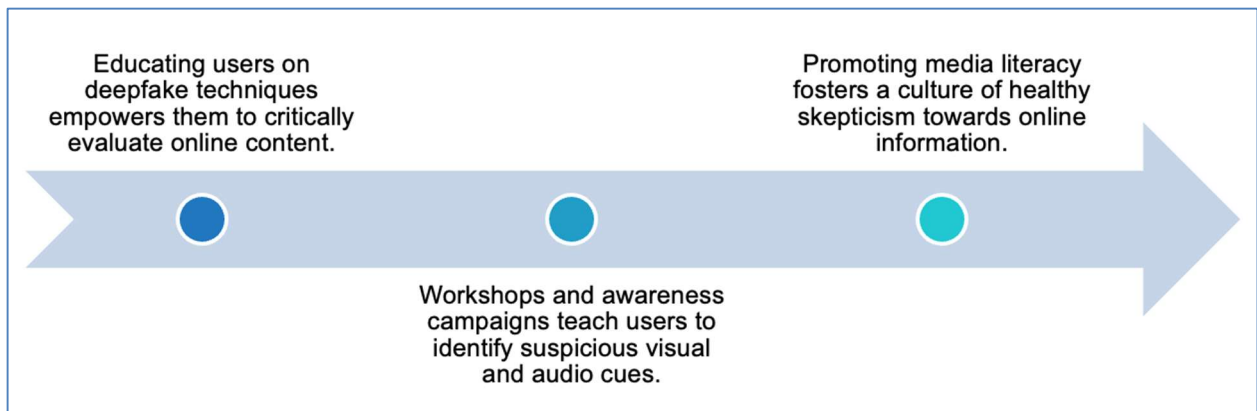 Educating users on
deepfake techniques
empowers them to critically
evaluate online content.
Workshops and awareness
campaigns teach users to
identify suspicious visual
and audio cues.
Promoting media literacy
fosters a culture of healthy
skepticism towards online
information.